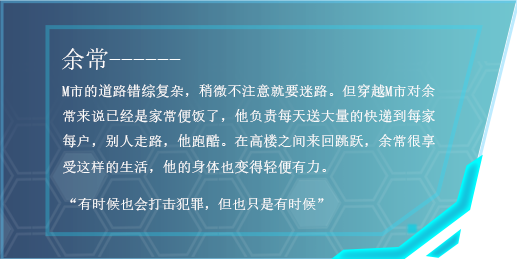 余常------
M市的道路错综复杂，稍微不注意就要迷路。但穿越M市对余
常来说已经是家常便饭了，他负责每天送大量的快递到每家
每户，别人走路，他跑酷。在高楼之间来回跳跃，余常很享
受这样的生活，他的身体也变得轻便有力。
“有时候也会打击犯罪，但也只是有时候”